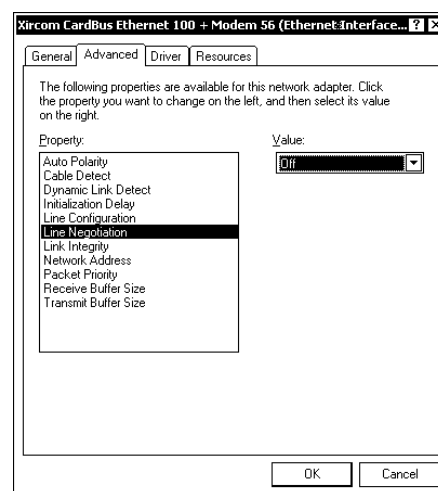 Xircom CardBus Ethernet 100 + Modem 56 (Ethernet Interface...
General Advanced Driver Resources
The following properties are available for this network adapter. Click
the property you want to change on the left, and then select its value
on the right.
Property:
Value:
Auto Polarity
Cable Detect
Dynamic Link Detect
Initialization Delay
Line Configuration
Line Negotiation
Link Integrity
Network Address
Packet Priority
Receive Buffer Size
Transmit Buffer Size
Off
OK Cancel